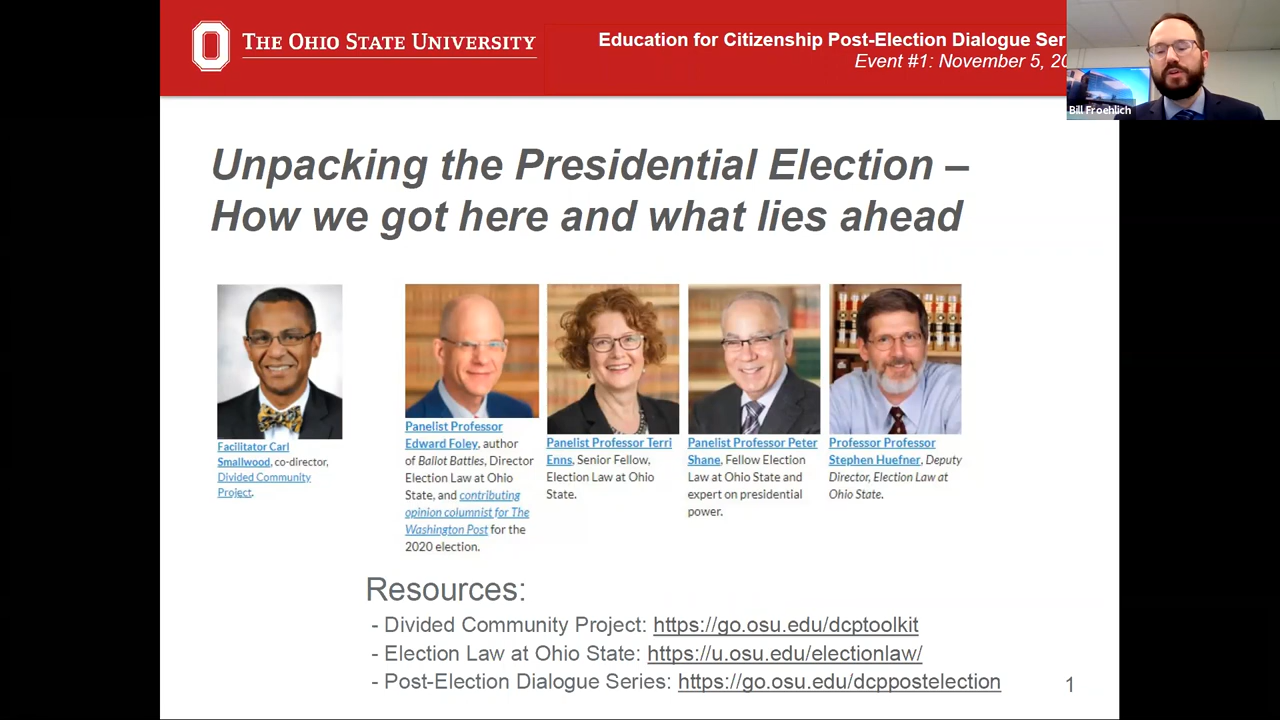 THE OHIO STATE UNIVERSITY
Education for Citizenship Post-Election Dialogue Ser
Event #1: November 5, 20
Bill Froehlich
Unpacking the Presidential Election –
How we got here and what lies ahead
Facilitator Carl
Smallwood, co-director,
Divided Community
Project.
Panelist Professor
Edward Foley, author
of Ballot Battles, Director
Election Law at Ohio
State, and contributing
opinion columnist for The
Washington Post for the
2020 election.
Panelist Professor Terri
Enns, Senior Fellow,
Election Law at Ohio
State.
Panelist Professor Peter
Shane, Fellow Election
Law at Ohio State and
expert on presidential
power.
Professor Professor
Stephen Huefner, Deputy
Director, Election Law at
Ohio State.
Resources:
- Divided Community Project: https://go.osu.edu/dcptoolkit
- Election Law at Ohio State: https://u.osu.edu/electionlaw/
- Post-Election Dialogue Series: https://go.osu.edu/dcppostelection
1